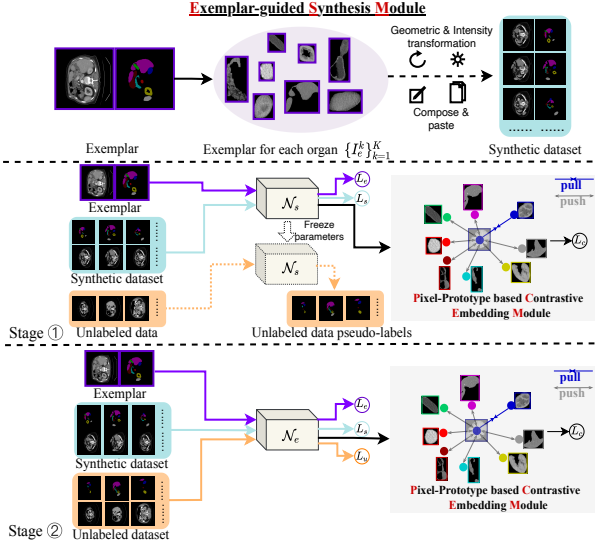 Exemplar-guided Synthesis Module
Geometric & Intensity
transformation
Compose &
paste
Exemplar
Exemplar for each organ $\{I_e^k\}_{k=1}^K$
Synthetic dataset
......  ......
Exemplar
Synthetic dataset
Unlabeled data
Stage ①
N_s
Freeze
parameters
N_s
L_e
L_s
Unlabeled data pseudo-labels
pull
push
L_c
Pixel-Prototype based Contrastive
Embedding Module
Exemplar
Synthetic dataset
Unlabeled dataset
Stage ②
N_e
L_e
L_s
L_u
pull
push
L_c
Pixel-Prototype based Contrastive
Embedding Module